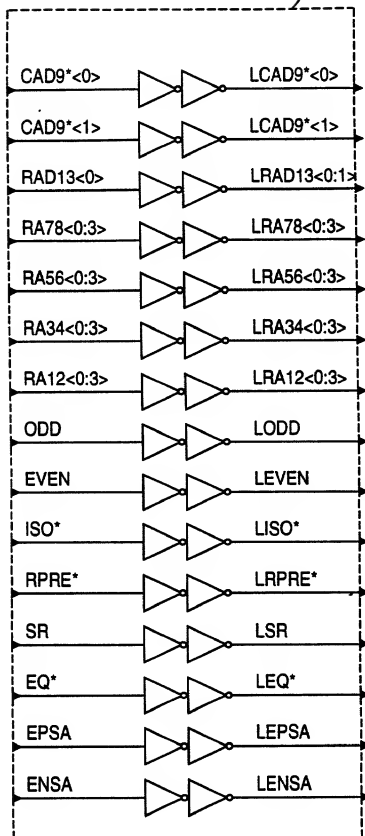 CAD9*<0> LCAD9*<0>
CAD9*<1> LCAD9*<1>
RAD13<0> LRAD13<0:1>
RA78<0:3> LRA78<0:3>
RA56<0:3> LRA56<0:3>
RA34<0:3> LRA34<0:3>
RA12<0:3> LRA12<0:3>
ODD LODD
EVEN LEVEN
ISO* LISO*
RPRE* LRPRE*
SR LSR
EQ* LEQ*
EPSA LEPSA
ENSA LENSA